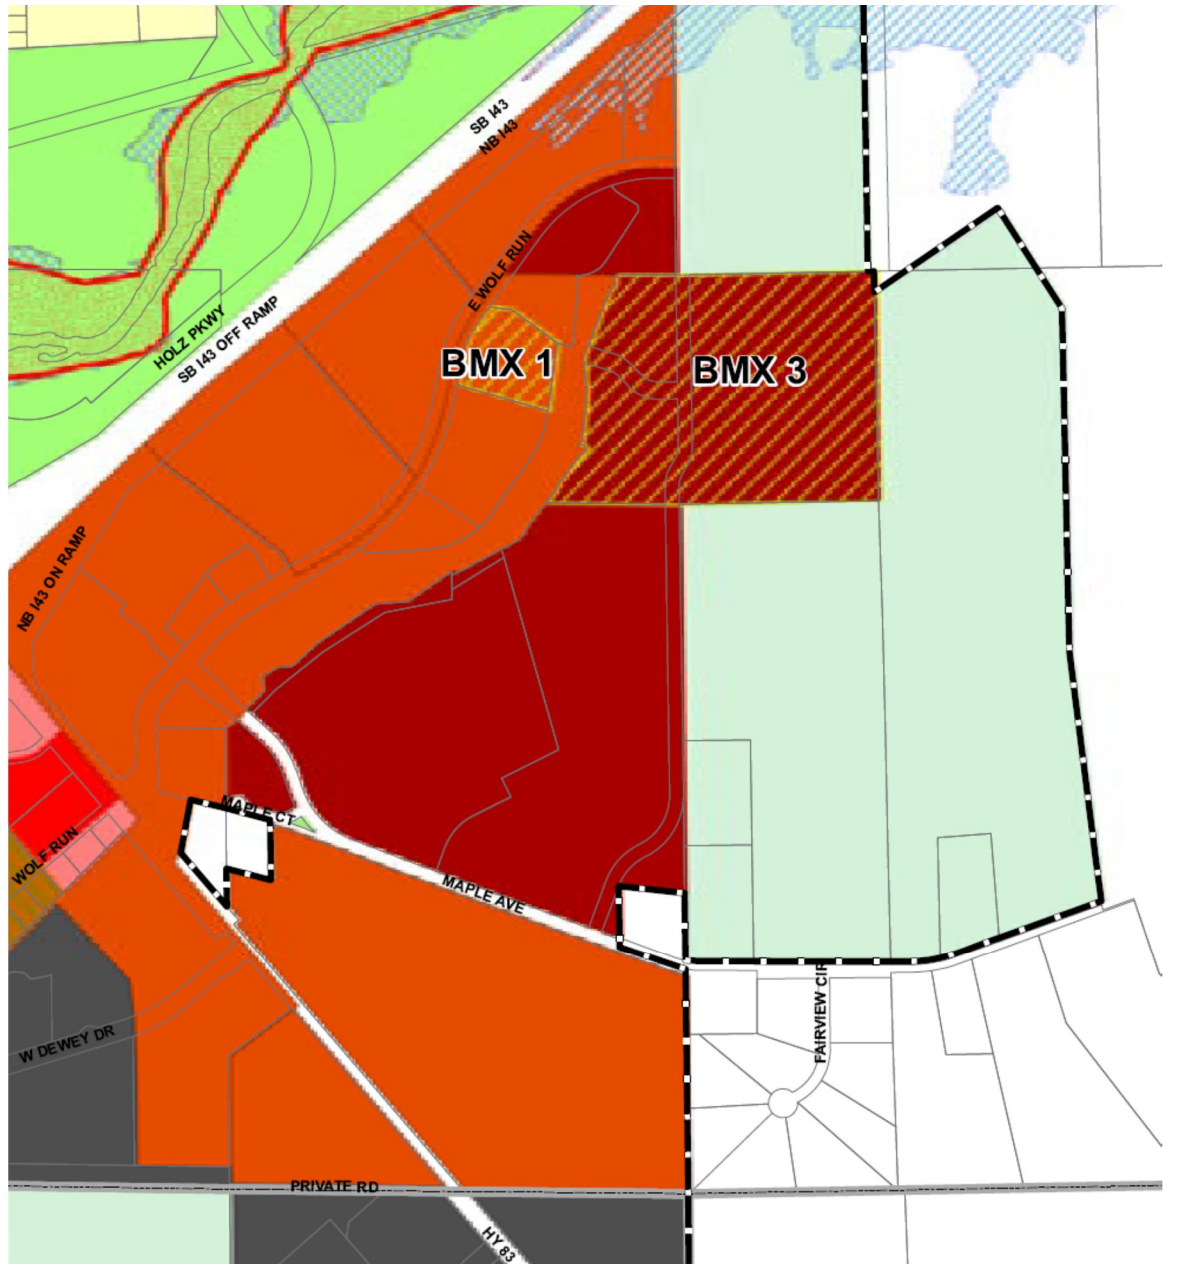 SB I43
NB I43
E WOLF RUN
HOLZ PKWY
SB I43 OFF RAMP
BMX 1
BMX 3
NB I43 ON RAMP
MAPLE CT
WOLF RUN
MAPLE AVE
FAIRVIEW CIR
W DEWEY DR
PRIVATE RD
HY 83